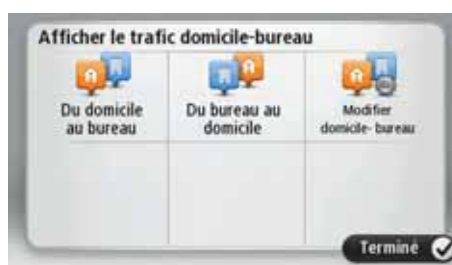 Afficher le trafic domicile-bureau
Du domicile
au bureau
Du bureau au
domicile
Modifier
domicile- bureau
Terminé